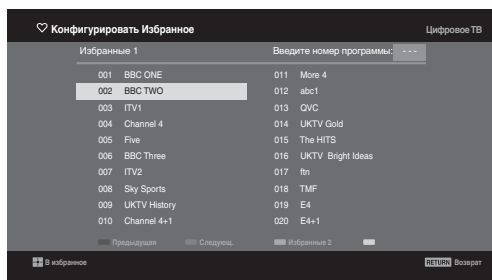 Конфигурировать Избранное
Цифровое ТВ
Избранные 1
Введите номер программы: - - -
001 BBC ONE
002 BBC TWO
003 ITV1
004 Channel 4
005 Five
006 BBC Three
007 ITV2
008 Sky Sports
009 UKTV History
010 Channel 4+1
011 More 4
012 abc1
013 QVC
014 UKTV Gold
015 The HITS
016 UKTV Bright Ideas
017 ftn
018 TMF
019 E4
020 E4+1
Предыдущая
Следующ.
Избранные 2
В избранное
RETURN Возврат